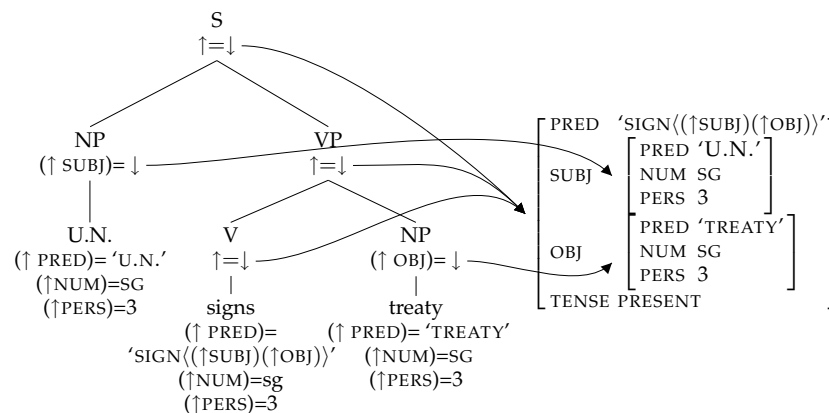 S
↑=↓
NP
(↑ SUBJ)= ↓
VP
↑=↓
U.N.
(↑ PRED)= ‘U.N.’
(↑NUM)=SG
(↑PERS)=3
V
↑=↓
NP
(↑ OBJ)= ↓
signs
(↑ PRED)=
‘SIGN⟨(↑SUBJ)(↑OBJ)⟩’
(↑NUM)=sg
(↑PERS)=3
treaty
(↑ PRED)= ‘TREATY’
(↑NUM)=SG
(↑PERS)=3
PRED ‘SIGN⟨(↑SUBJ)(↑OBJ)⟩’
SUBJ
PRED ‘U.N.’
NUM SG
PERS 3
OBJ
PRED ‘TREATY’
NUM SG
PERS 3
TENSE PRESENT